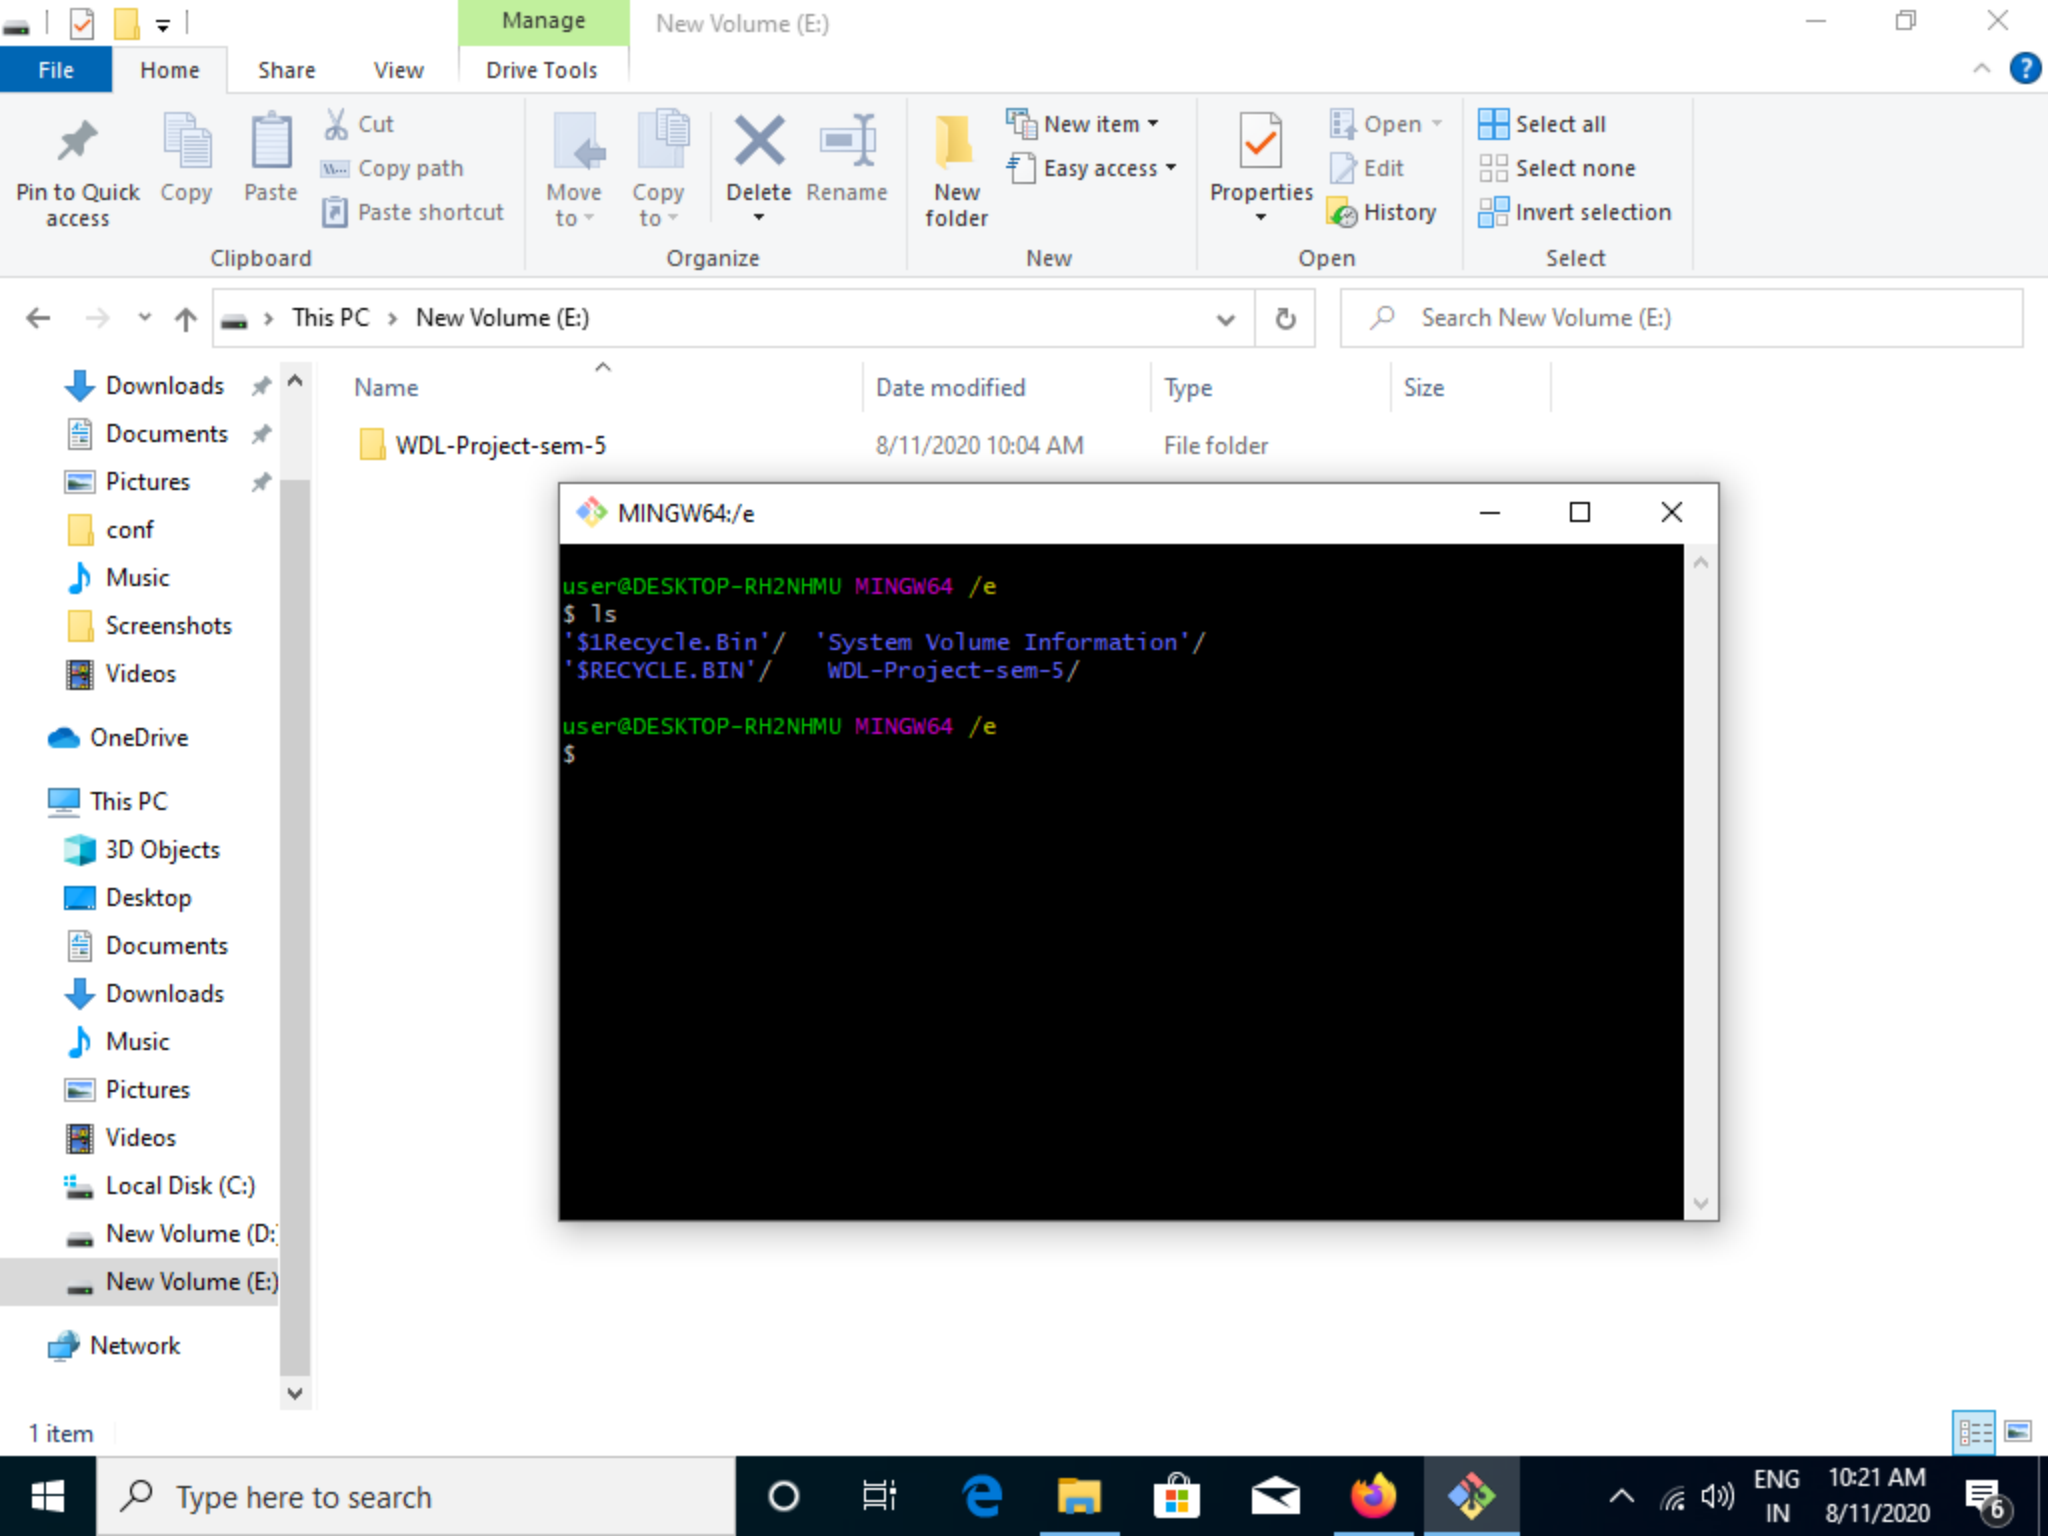 Manage
New Volume (E:)
File
Home
Share
View
Drive Tools
Pin to Quick access
Copy
Paste
Cut
Copy path
Paste shortcut
Clipboard
Move to
Copy to
Delete
Rename
Organize
New folder
New item
Easy access
New
Properties
Open
Edit
History
Open
Select all
Select none
Invert selection
Select
This PC
New Volume (E:)
Search New Volume (E:)
Downloads
Documents
Pictures
conf
Music
Screenshots
Videos
OneDrive
This PC
3D Objects
Desktop
Documents
Downloads
Music
Pictures
Videos
Local Disk (C:)
New Volume (D:
New Volume (E:)
Network
Name
Date modified
Type
Size
WDL-Project-sem-5
8/11/2020 10:04 AM
File folder
MINGW64:/e
user@DESKTOP-RH2NHMU MINGW64 /e
$ ls
'$1Recycle.Bin'/ 'System Volume Information'/
'$RECYCLE.BIN'/ WDL-Project-sem-5/
user@DESKTOP-RH2NHMU MINGW64 /e
$
1 item
Type here to search
ENG
IN
10:21 AM
8/11/2020
6